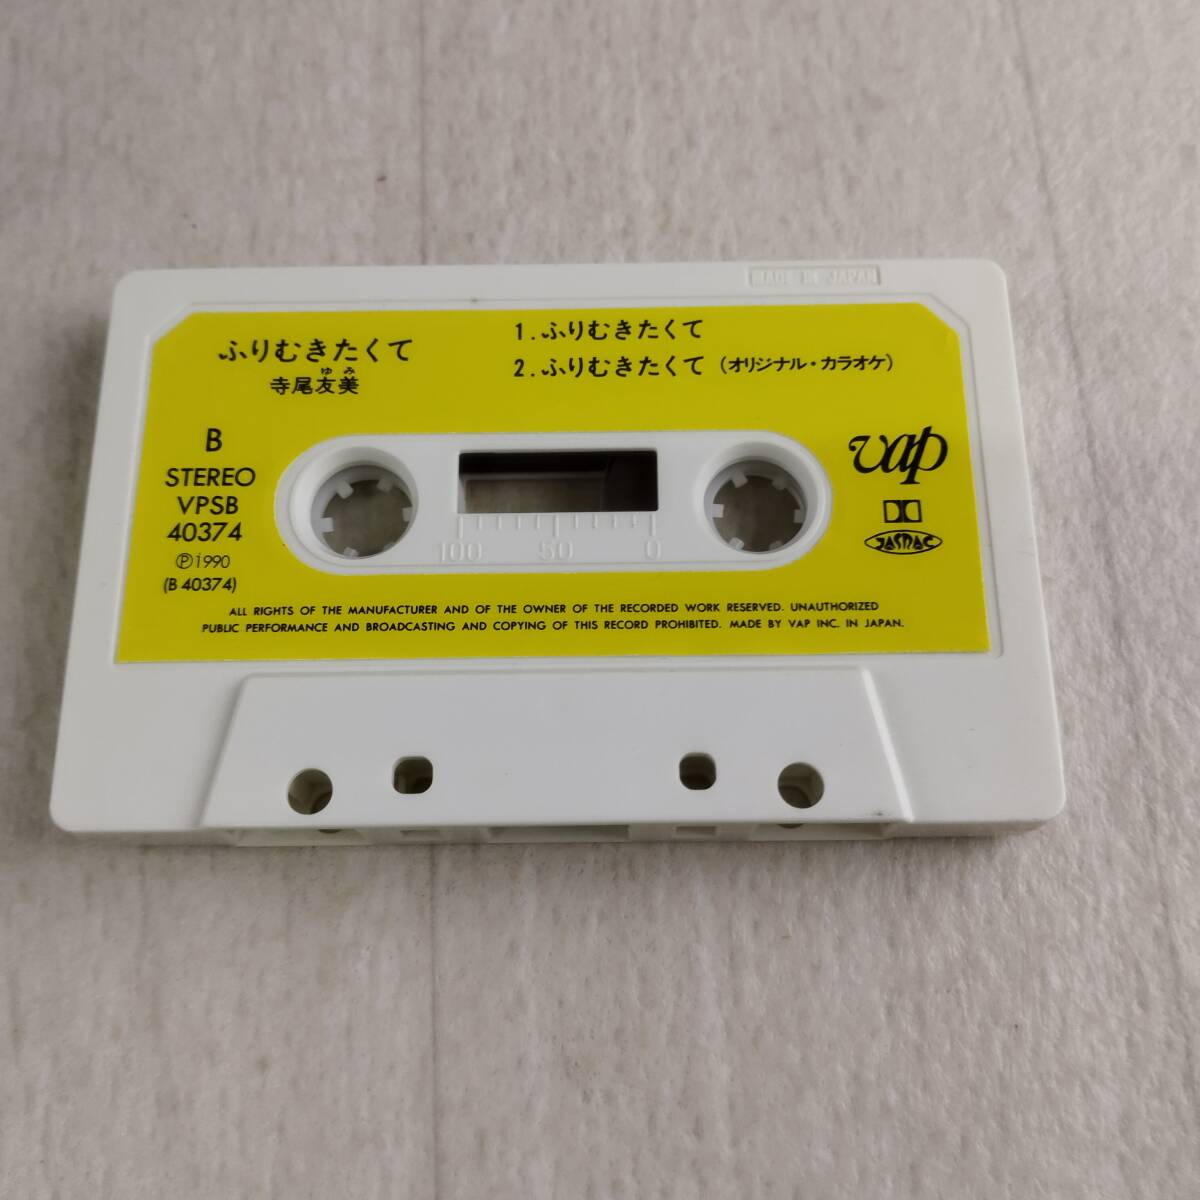 MADE IN JAPAN
ふりむきたくて
ゆみ
寺尾友美
1.ふりむきたくて
2.ふりむきたくて (オリジナル・カラオケ)
B
STEREO
VPSB
40374
Ⓟ1990
(B 40374)
vap
JASRAC
100 50 0
ALL RIGHTS OF THE MANUFACTURER AND OF THE OWNER OF THE RECORDED WORK RESERVED. UNAUTHORIZED
PUBLIC PERFORMANCE AND BROADCASTING AND COPYING OF THIS RECORD PROHIBITED. MADE BY VAP INC. IN JAPAN.